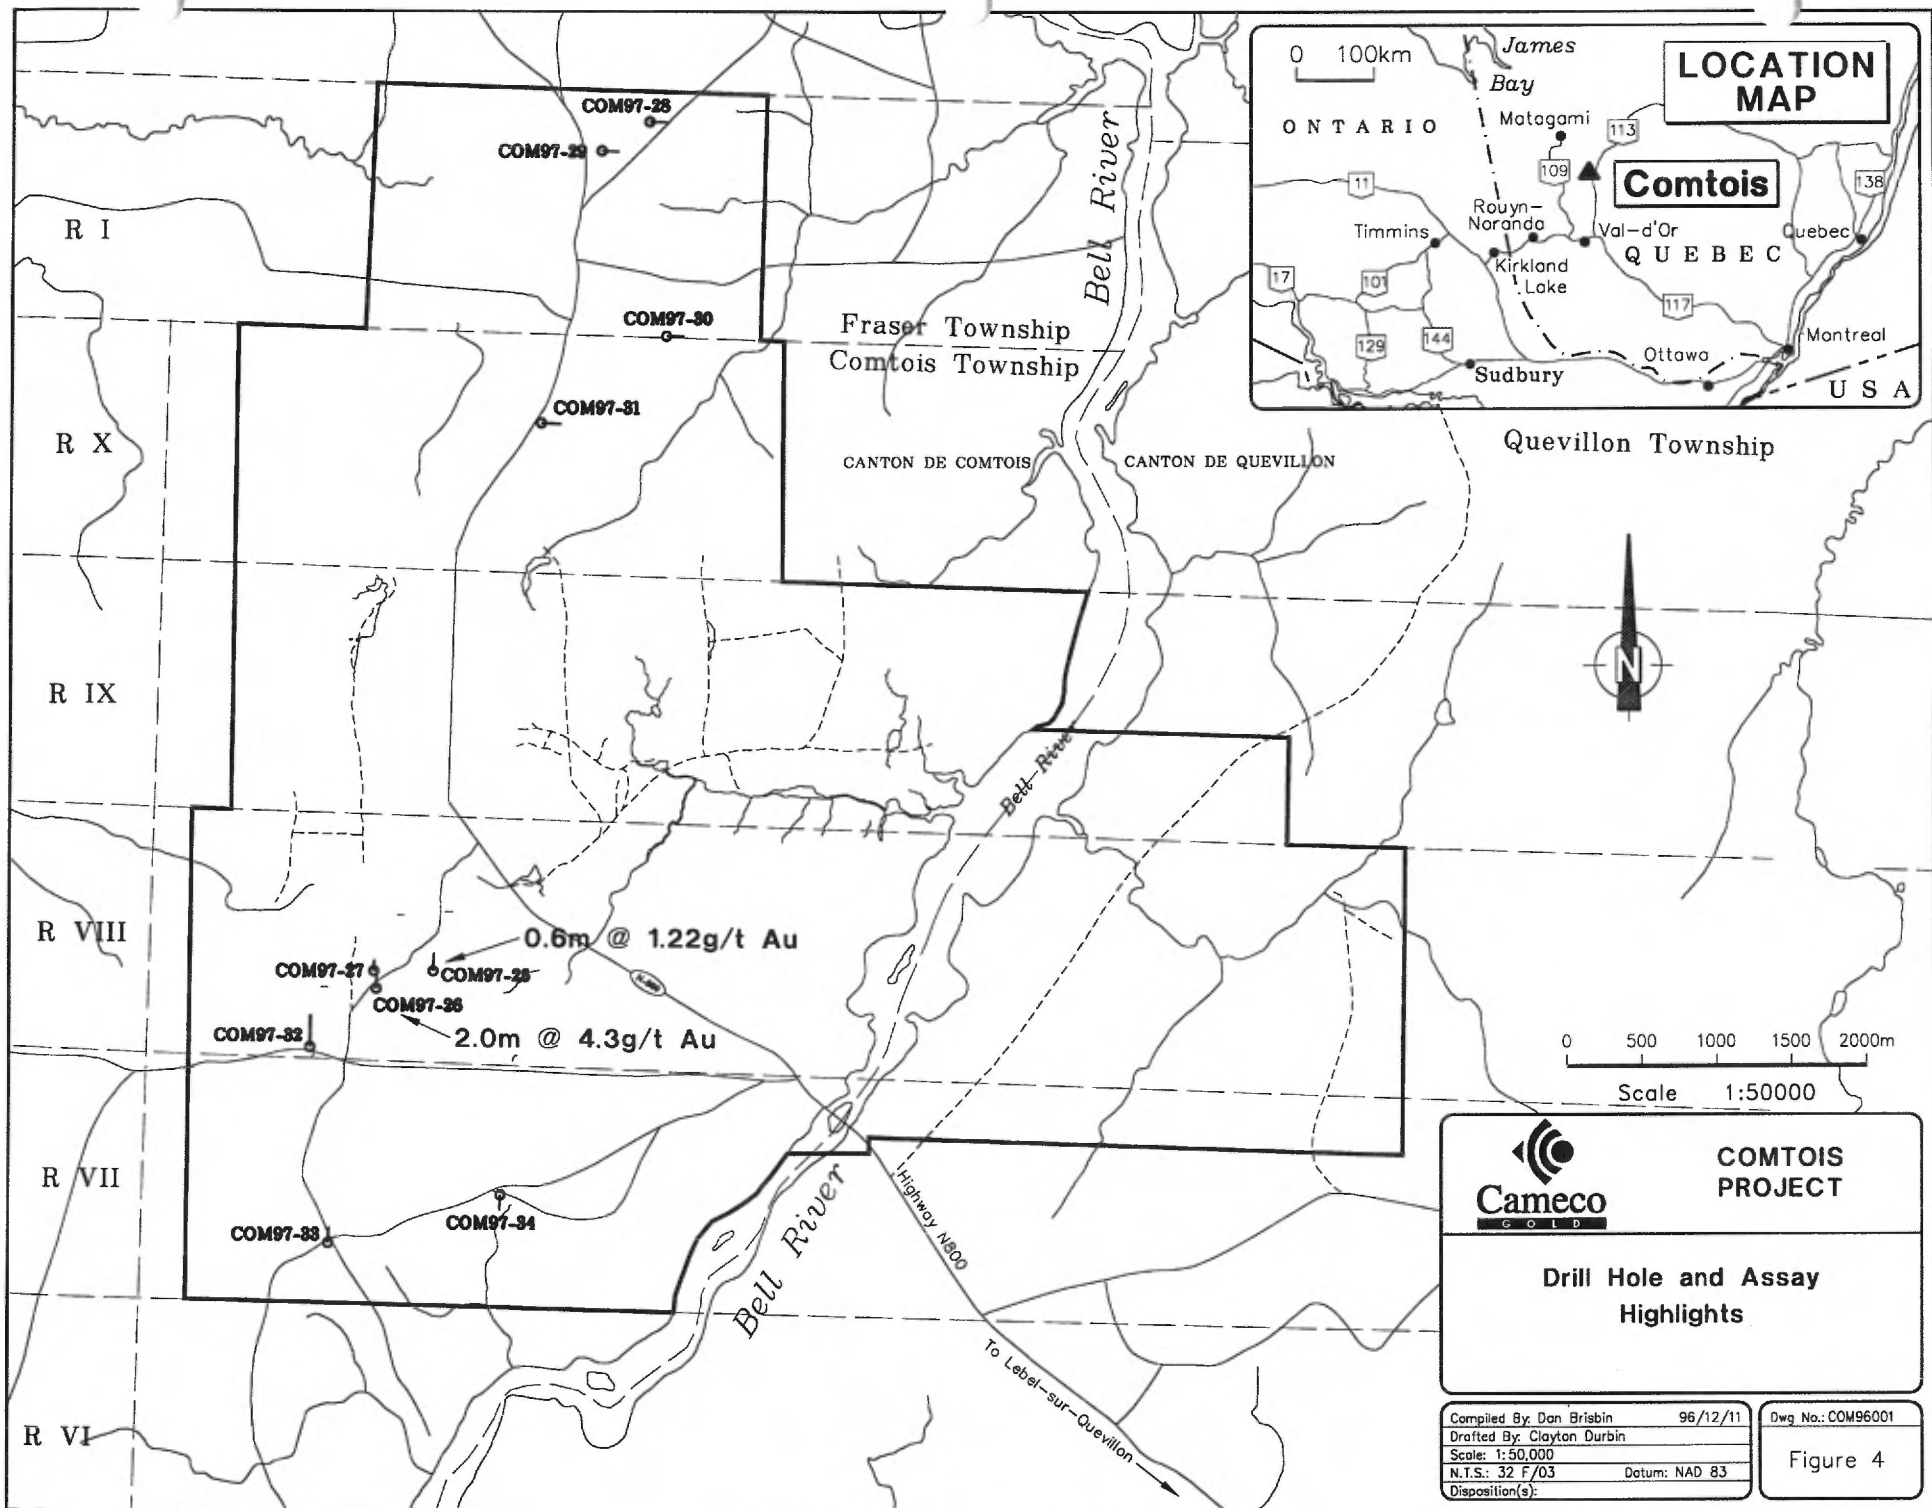 COM97-28
COM97-29
R I
COM97-30
COM97-31
R X
R IX
R VIII
R VII
R VI
Bell River
Fraser Township
Comtois Township
CANTON DE COMTOIS
CANTON DE QUEVILLON
Quevillon Township
Bell River
0.6m @ 1.22g/t Au
COM97-27
COM97-25
COM97-26
2.0m @ 4.3g/t Au
COM97-32
COM97-33
COM97-34
Bell River
Highway N800
To Lebel-sur-Quevillon
0 100km
James
Bay
LOCATION
MAP
ONTARIO
Matagami
113
109
Comtois
138
11
Rouyn-
Noranda
Timmins
Val-d'Or
Quebec
QUEBEC
Kirkland
Lake
17
101
117
129
144
Montreal
Ottawa
Sudbury
USA
N
0 500 1000 1500 2000m
Scale 1:50000
Cameco
GOLD
COMTOIS
PROJECT
Drill Hole and Assay
Highlights
Compiled By: Dan Brisbin 96/12/11
Drafted By: Clayton Durbin
Scale: 1:50,000
N.T.S.: 32 F/03 Datum: NAD 83
Disposition(s):
Dwg No.: COM96001
Figure 4